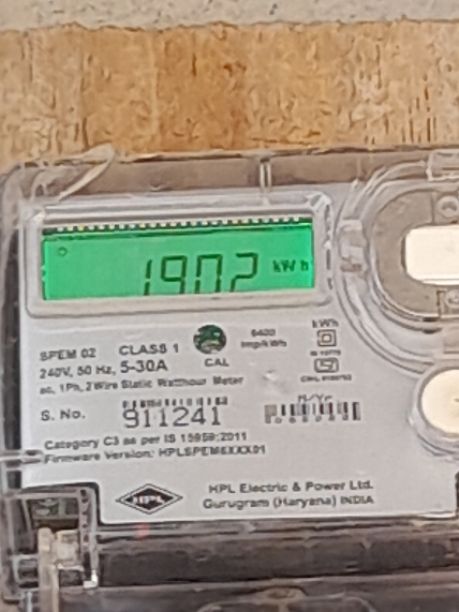 1902 kWh
SPEM 02 CLASS 1
240V, 50 Hz, 5-30A
CAL
6400
imp/kWh
kWh
ac, 1Ph, 2Wire Static Watthour Meter
S. No. 911241
M/Yr.
Category C3 as per IS 15959:2011
Firmware Version:
HPL
HPL Electric & Power Ltd.
Gurugram (Haryana) INDIA